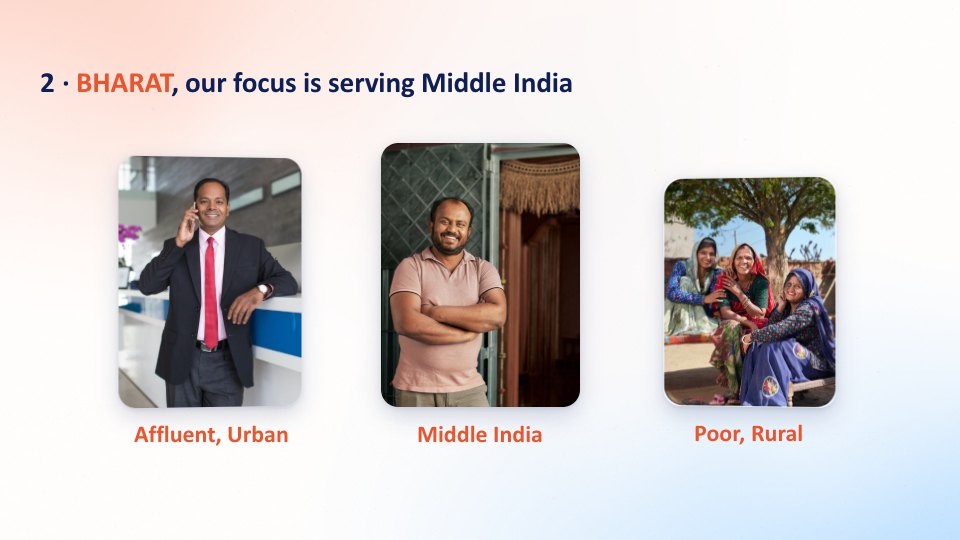 2 · BHARAT, our focus is serving Middle India
Affluent, Urban
Middle India
Poor, Rural